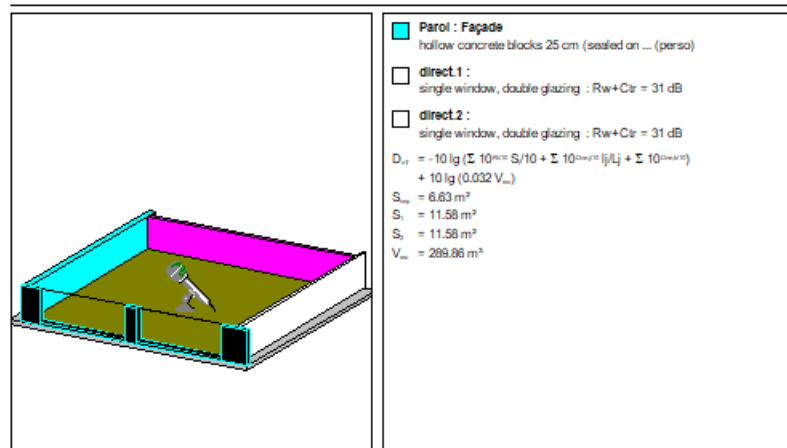 Paroi : Façade
hollow concrete blocks 25 cm (sealed on ... (perso)
direct.1 :
single window, double glazing : Rw+Ctr = 31 dB
direct.2 :
single window, double glazing : Rw+Ctr = 31 dB
= -10 lg (Σ 10 S/10 + Σ 10 lj/Lj + Σ 10)
+ 10 lg (0.032 V)
= 6.63 m²
S₁ = 11.58 m²
S₂ = 11.58 m²
= 289.86 m³